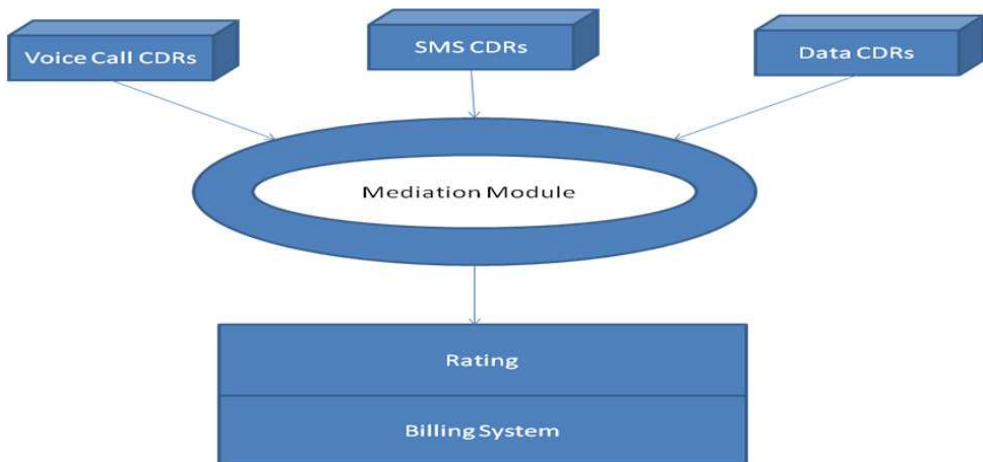 Voice Call CDRs
SMS CDRs
Data CDRs
Mediation Module
Rating
Billing System